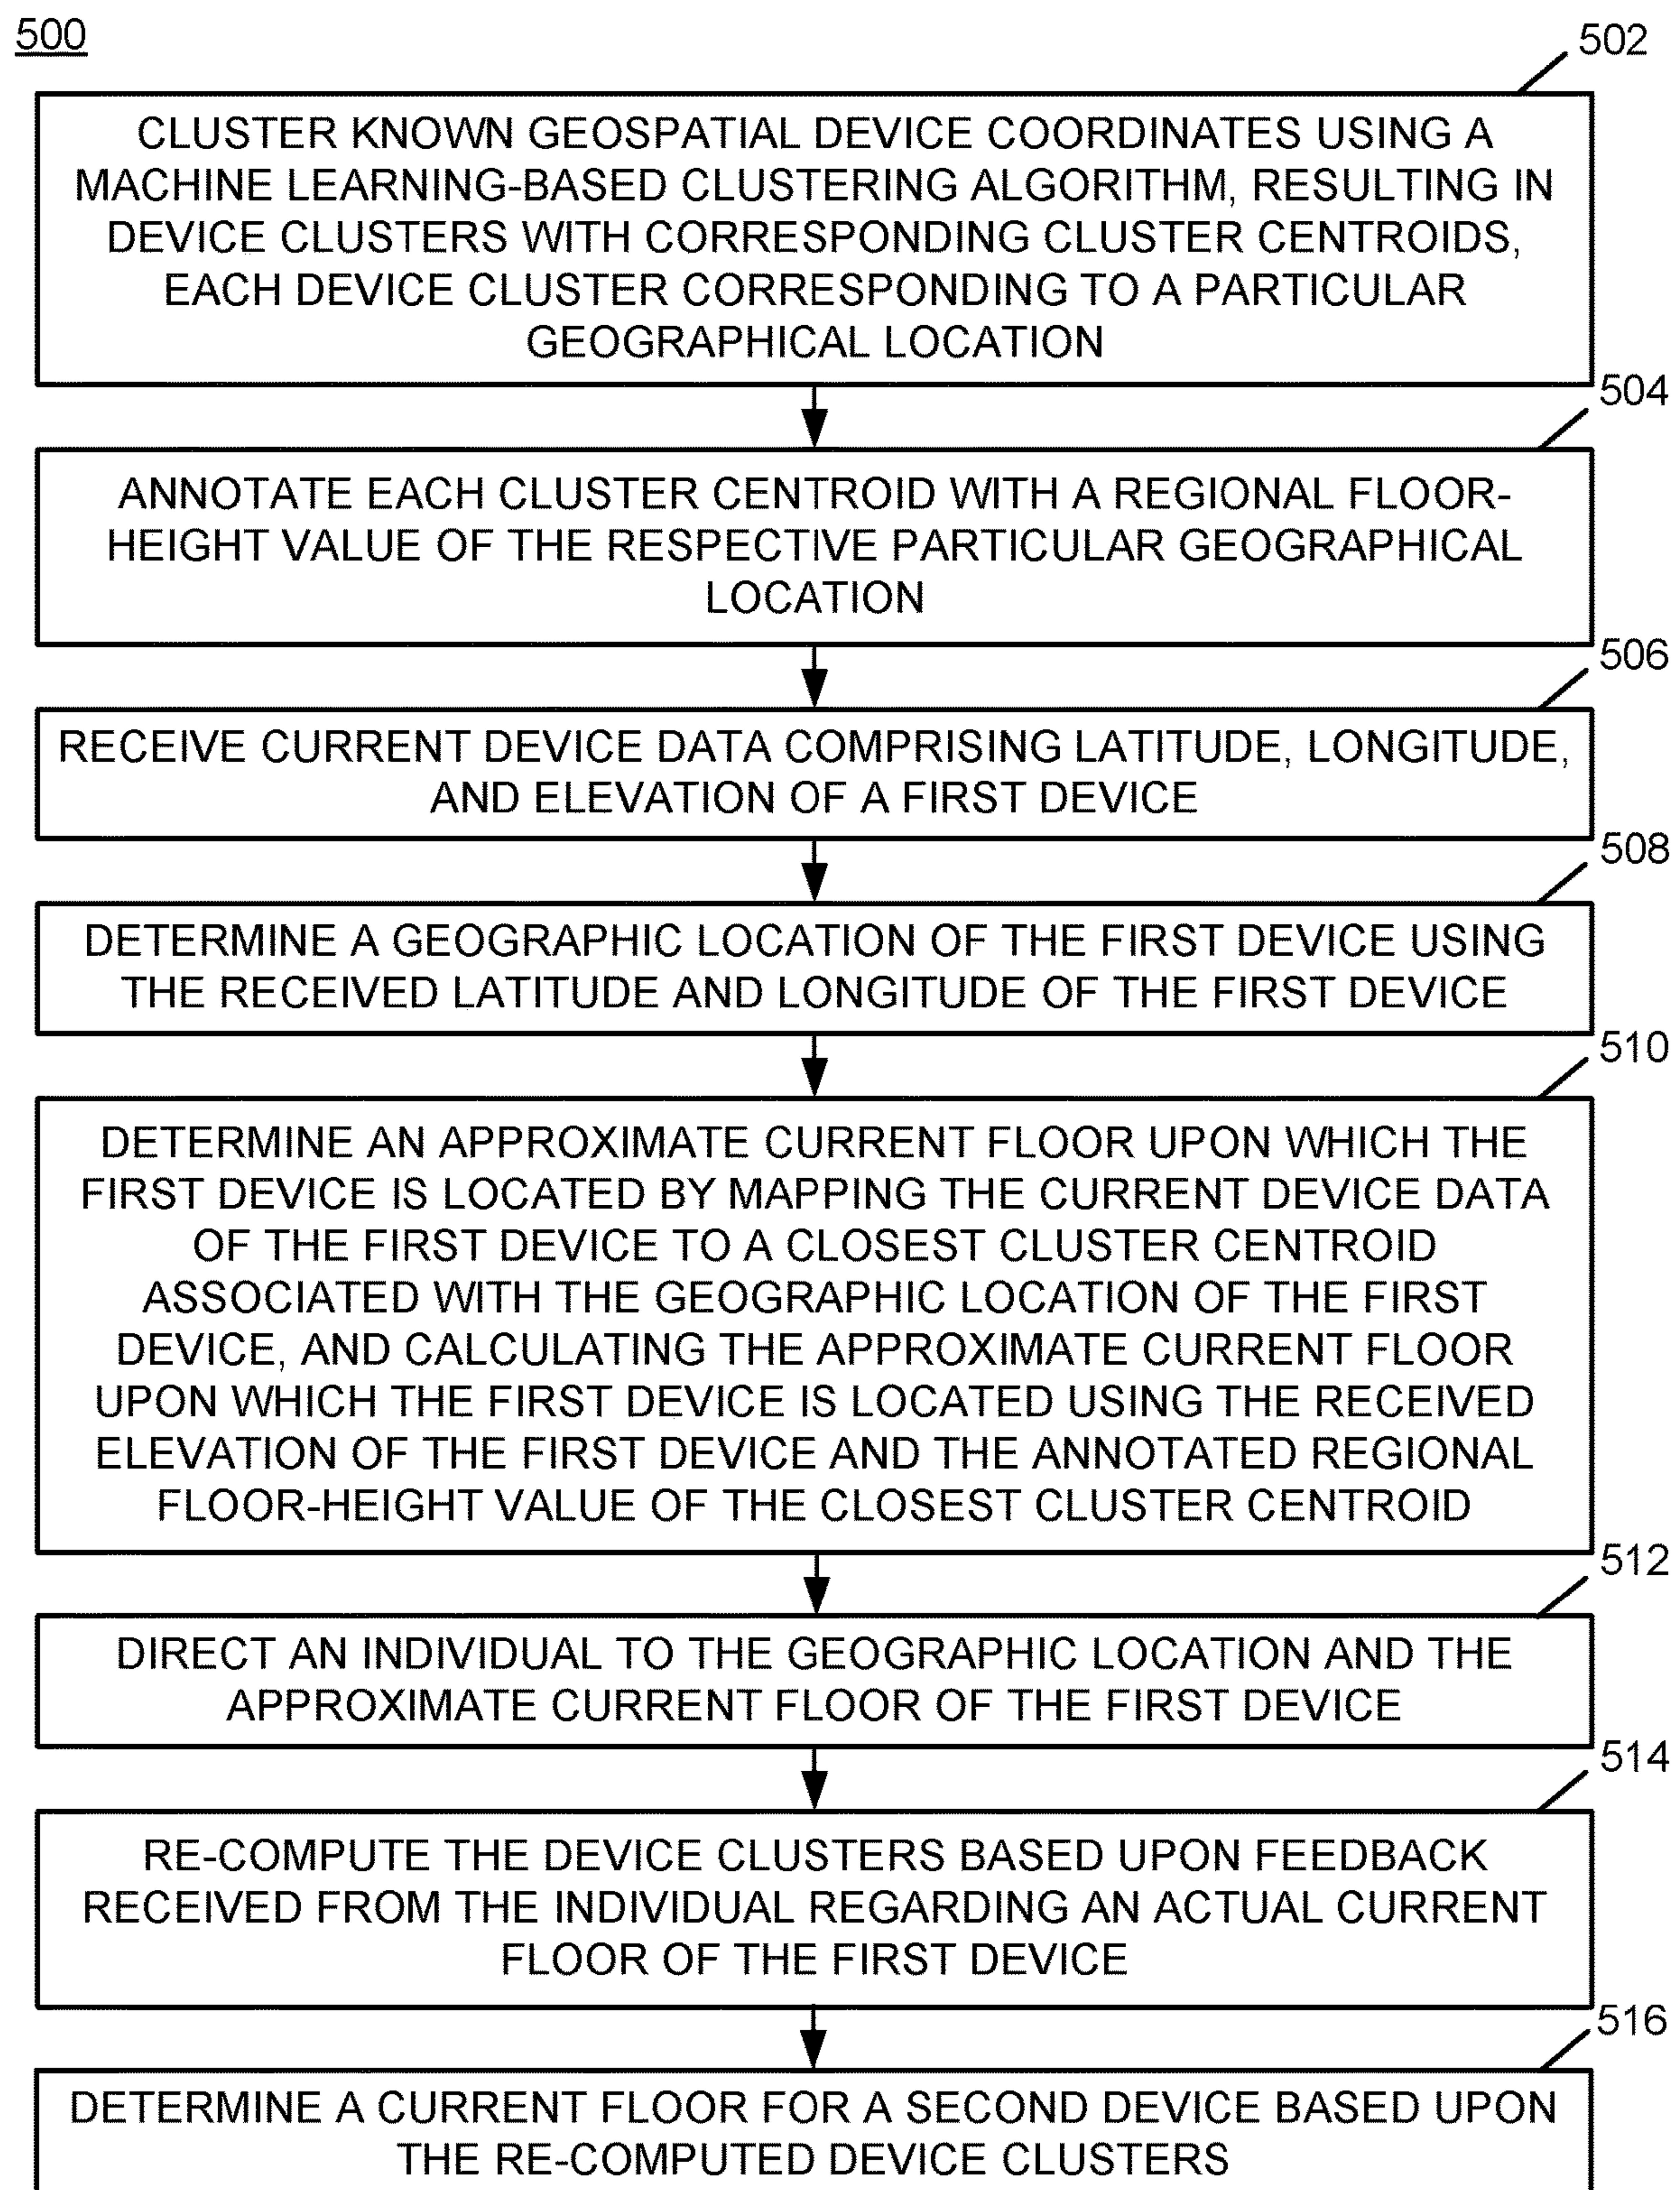 500
502
CLUSTER KNOWN GEOSPATIAL DEVICE COORDINATES USING A
MACHINE LEARNING-BASED CLUSTERING ALGORITHM, RESULTING IN
DEVICE CLUSTERS WITH CORRESPONDING CLUSTER CENTROIDS,
EACH DEVICE CLUSTER CORRESPONDING TO A PARTICULAR
GEOGRAPHICAL LOCATION
504
ANNOTATE EACH CLUSTER CENTROID WITH A REGIONAL FLOOR-
HEIGHT VALUE OF THE RESPECTIVE PARTICULAR GEOGRAPHICAL
LOCATION
506
RECEIVE CURRENT DEVICE DATA COMPRISING LATITUDE, LONGITUDE,
AND ELEVATION OF A FIRST DEVICE
508
DETERMINE A GEOGRAPHIC LOCATION OF THE FIRST DEVICE USING
THE RECEIVED LATITUDE AND LONGITUDE OF THE FIRST DEVICE
510
DETERMINE AN APPROXIMATE CURRENT FLOOR UPON WHICH THE
FIRST DEVICE IS LOCATED BY MAPPING THE CURRENT DEVICE DATA
OF THE FIRST DEVICE TO A CLOSEST CLUSTER CENTROID
ASSOCIATED WITH THE GEOGRAPHIC LOCATION OF THE FIRST
DEVICE, AND CALCULATING THE APPROXIMATE CURRENT FLOOR
UPON WHICH THE FIRST DEVICE IS LOCATED USING THE RECEIVED
ELEVATION OF THE FIRST DEVICE AND THE ANNOTATED REGIONAL
FLOOR-HEIGHT VALUE OF THE CLOSEST CLUSTER CENTROID
512
DIRECT AN INDIVIDUAL TO THE GEOGRAPHIC LOCATION AND THE
APPROXIMATE CURRENT FLOOR OF THE FIRST DEVICE
514
RE-COMPUTE THE DEVICE CLUSTERS BASED UPON FEEDBACK
RECEIVED FROM THE INDIVIDUAL REGARDING AN ACTUAL CURRENT
FLOOR OF THE FIRST DEVICE
516
DETERMINE A CURRENT FLOOR FOR A SECOND DEVICE BASED UPON
THE RE-COMPUTED DEVICE CLUSTERS